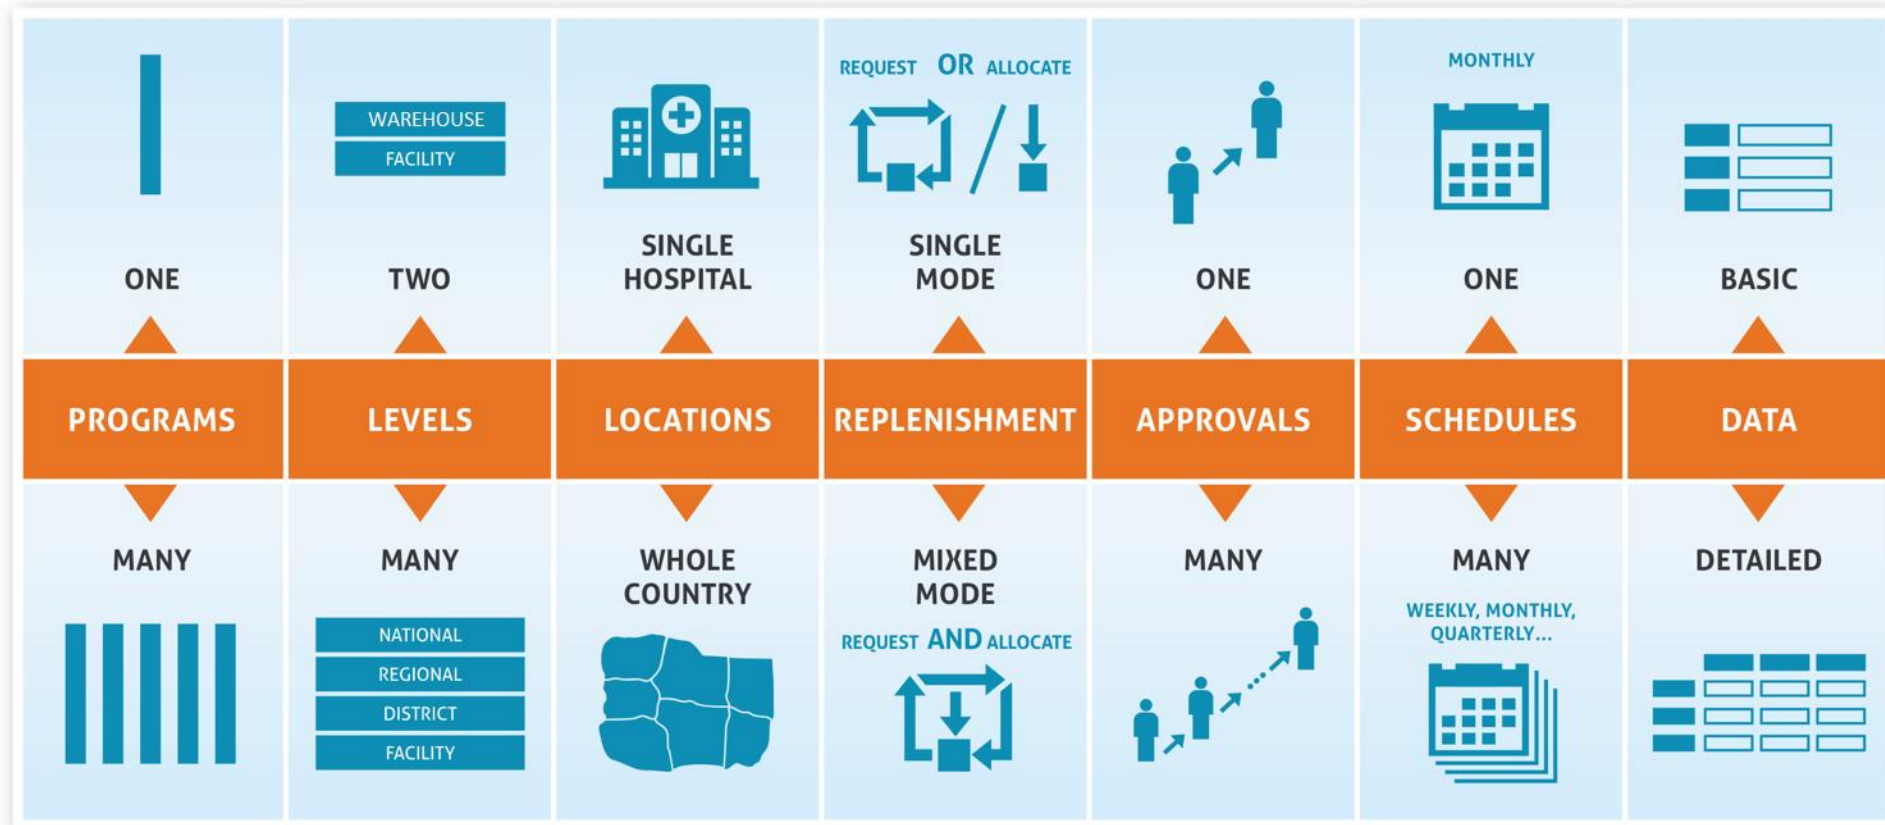 REQUEST OR ALLOCATE
MONTHLY
WAREHOUSE
FACILITY
ONE
TWO
SINGLE
HOSPITAL
SINGLE
MODE
ONE
ONE
BASIC
PROGRAMS
LEVELS
LOCATIONS
REPLENISHMENT
APPROVALS
SCHEDULES
DATA
MANY
MANY
WHOLE
COUNTRY
MIXED
MODE
MANY
MANY
DETAILED
REQUEST AND ALLOCATE
WEEKLY, MONTHLY,
QUARTERLY...
NATIONAL
REGIONAL
DISTRICT
FACILITY